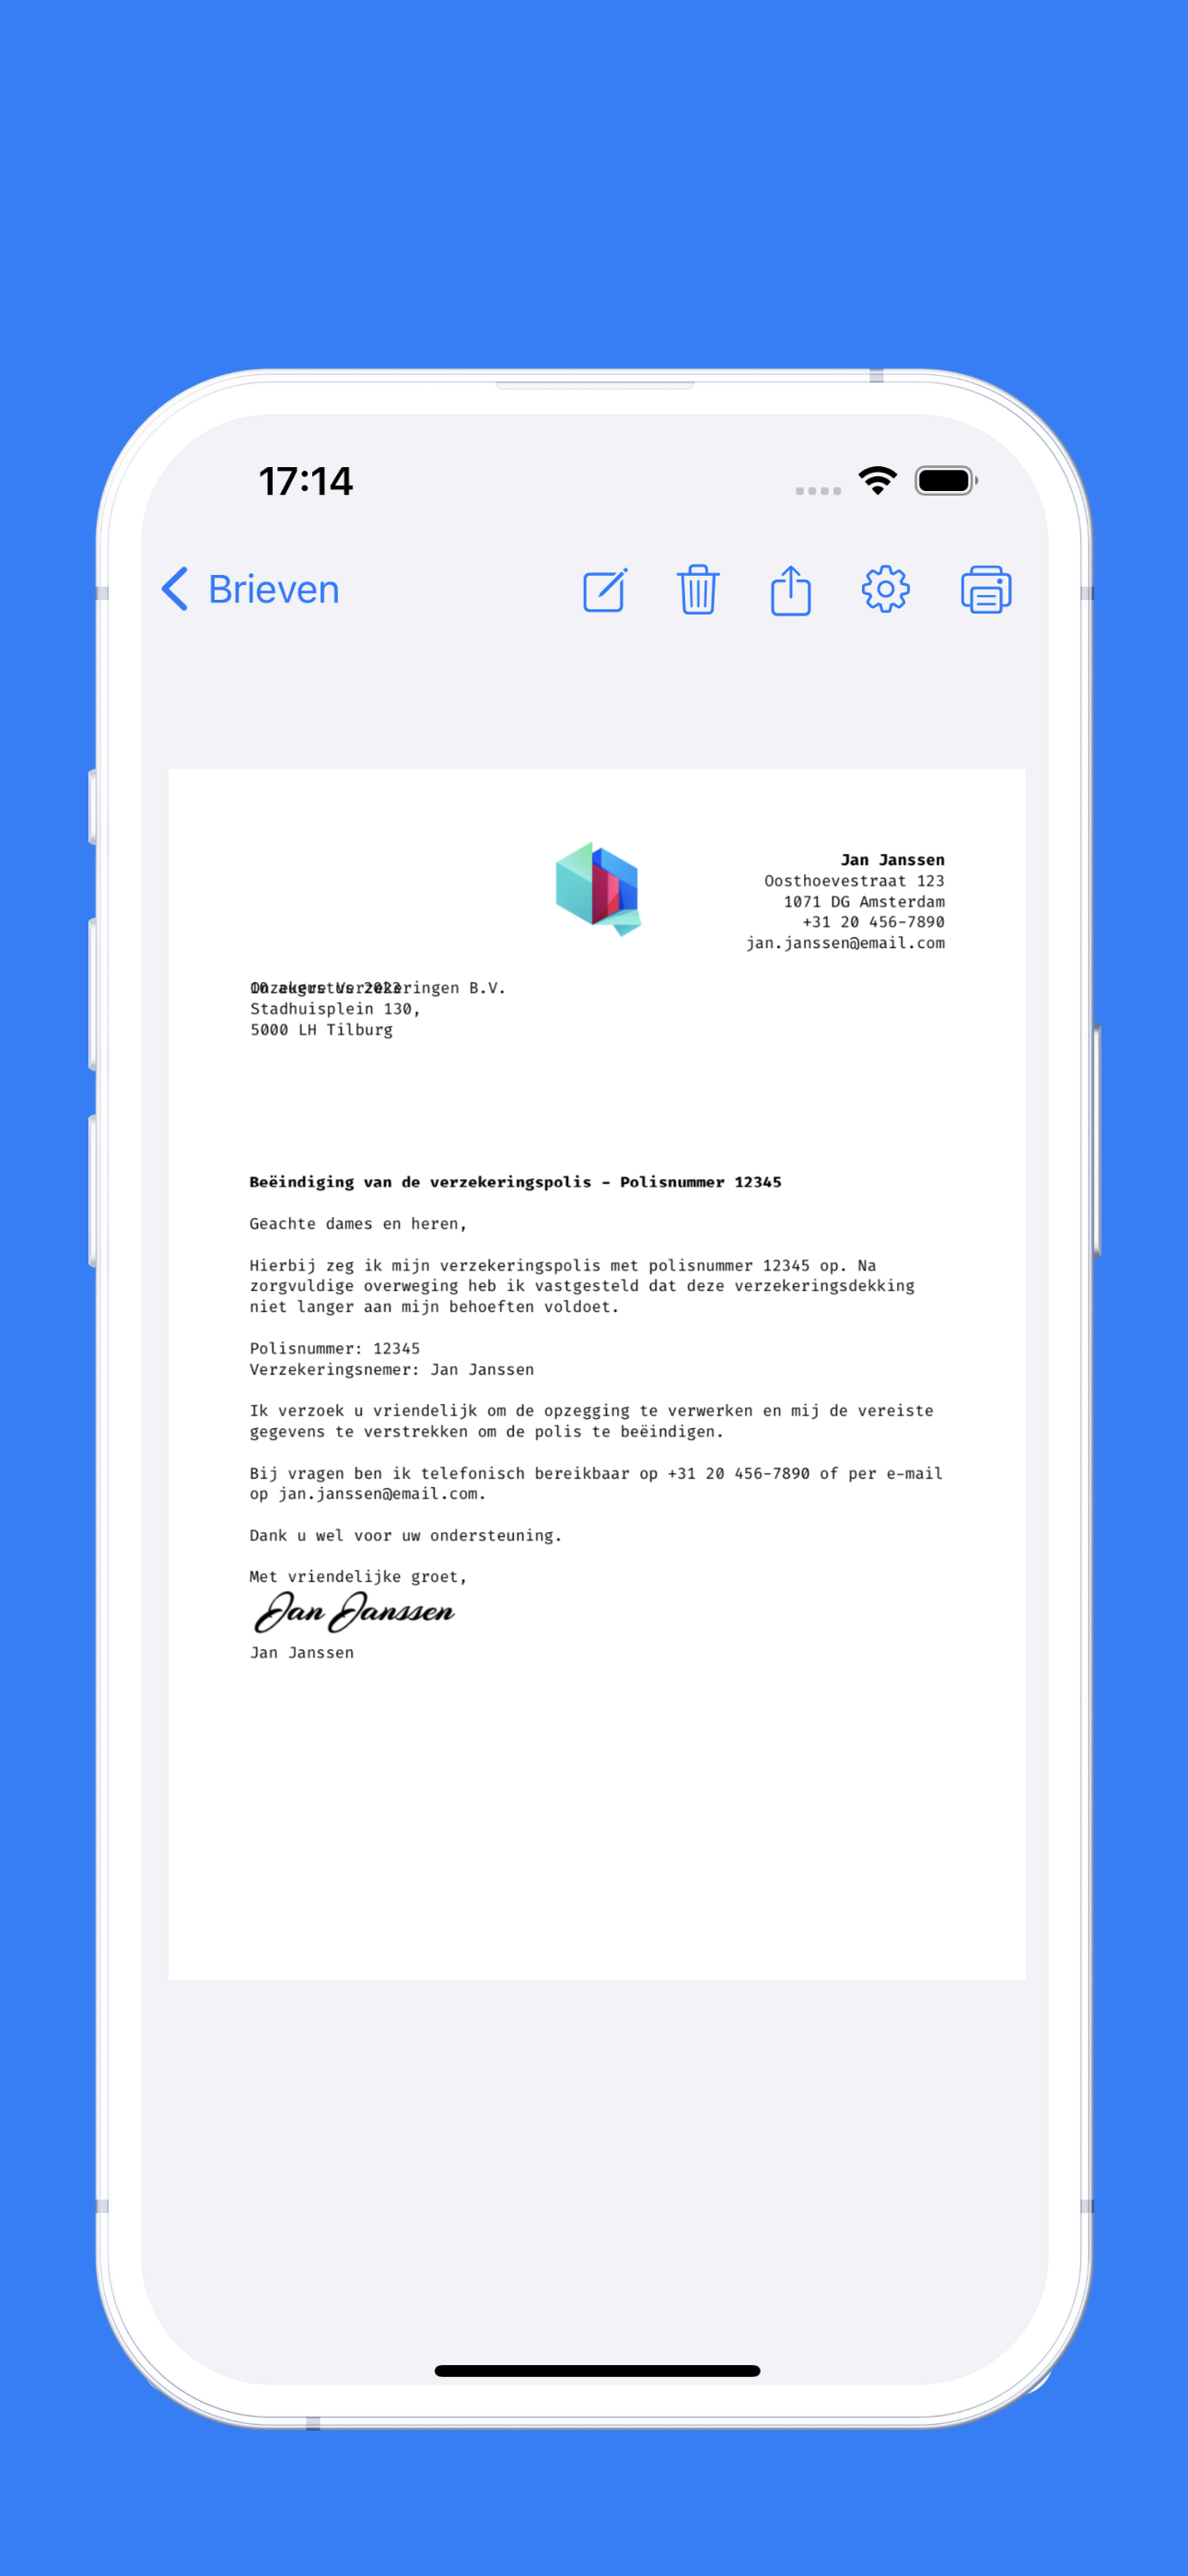 17:14
Brieven
Jan Janssen
Oosthoevestraat 123
1071 DG Amsterdam
+31 20 456-7890
jan.janssen@email.com
B.V.
Stadhuisplein 130,
5000 LH Tilburg
Beëindiging van de verzekeringspolis – Polisnummer 12345
Geachte dames en heren,
Hierbij zeg ik mijn verzekeringspolis met polisnummer 12345 op. Na
zorgvuldige overweging heb ik vastgesteld dat deze verzekeringsdekking
niet langer aan mijn behoeften voldoet.
Polisnummer: 12345
Verzekeringsnemer: Jan Janssen
Ik verzoek u vriendelijk om de opzegging te verwerken en mij de vereiste
gegevens te verstrekken om de polis te beëindigen.
Bij vragen ben ik telefonisch bereikbaar op +31 20 456-7890 of per e-mail
op jan.janssen@email.com.
Dank u wel voor uw ondersteuning.
Met vriendelijke groet,
Jan Janssen
Jan Janssen